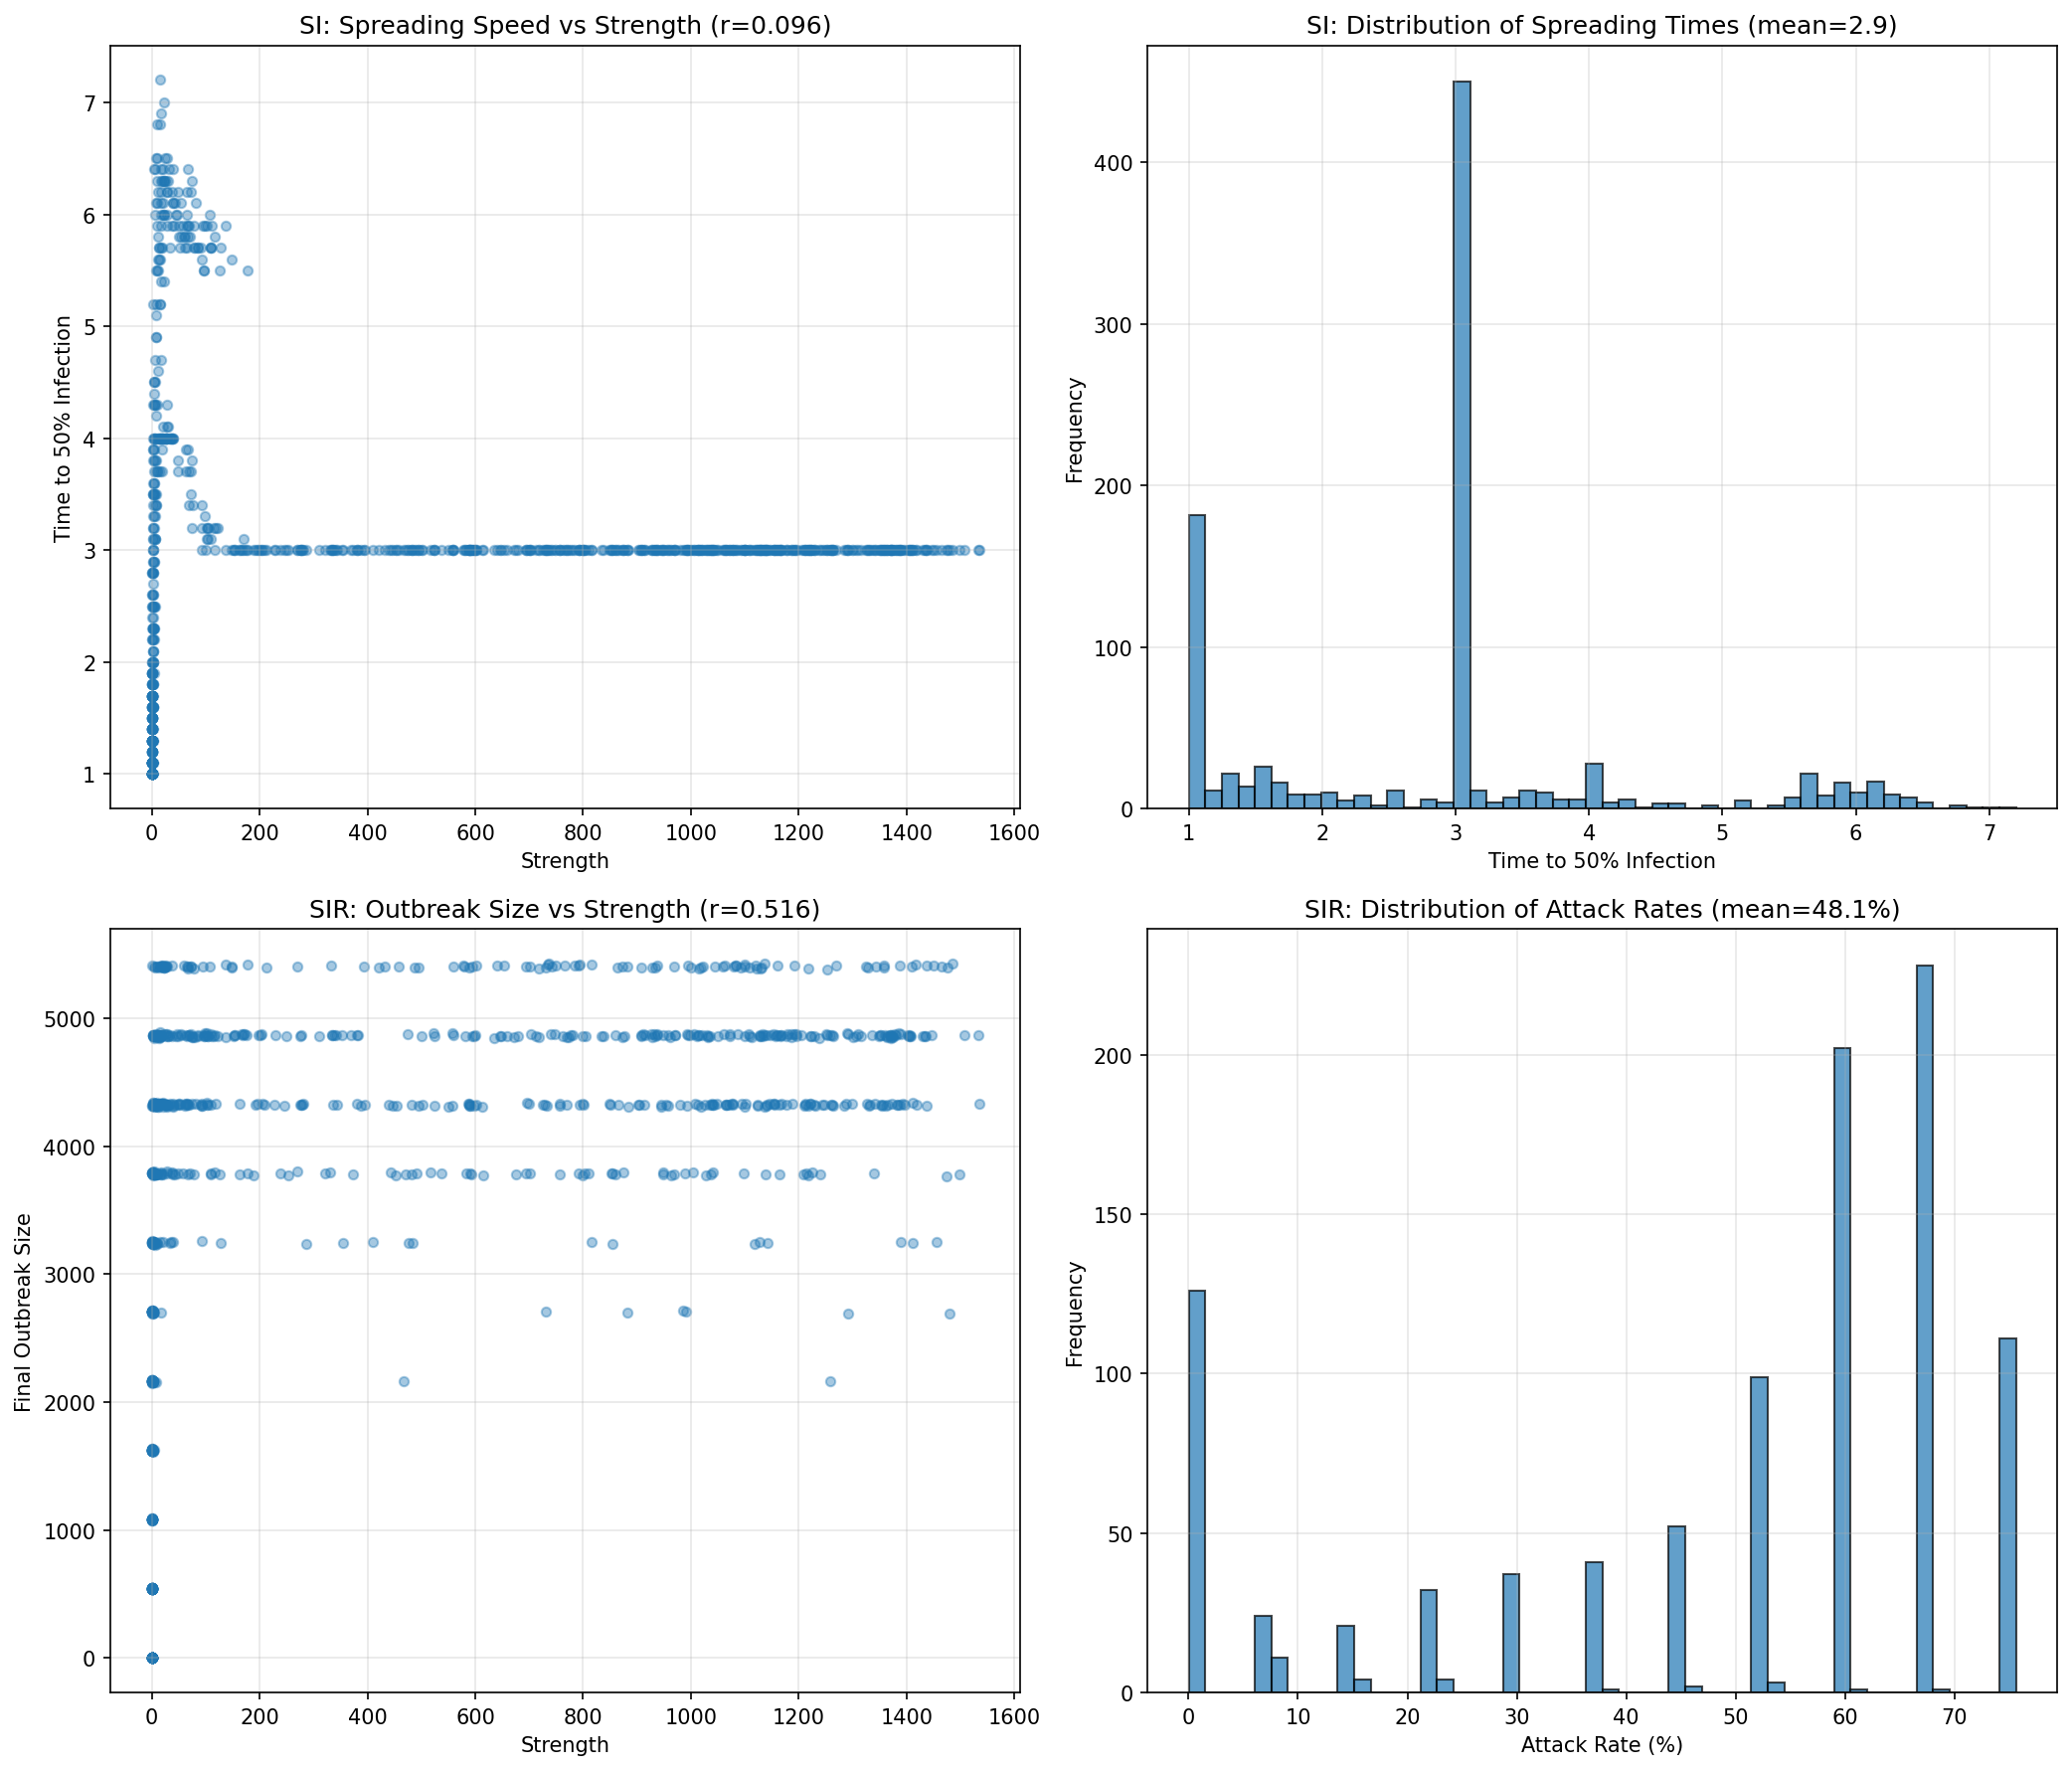 SI: Spreading Speed vs Strength (r=0.096)
7
6
5
4
3
2
1
Time to 50% Infection
0 200 400 600 800 1000 1200 1400 1600
Strength
SI: Distribution of Spreading Times (mean=2.9)
400
300
200
100
0
Frequency
1 2 3 4 5 6 7
Time to 50% Infection
SIR: Outbreak Size vs Strength (r=0.516)
5000
4000
3000
2000
1000
0
Final Outbreak Size
0 200 400 600 800 1000 1200 1400 1600
Strength
SIR: Distribution of Attack Rates (mean=48.1%)
200
150
100
50
0
Frequency
0 10 20 30 40 50 60 70
Attack Rate (%)